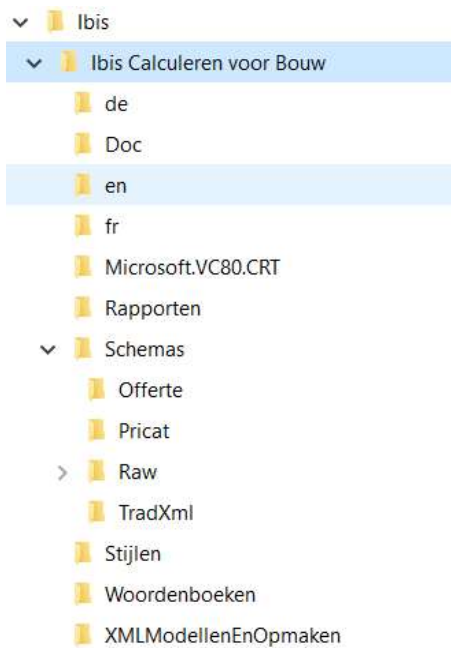 Ibis
Ibis Calculeren voor Bouw
de
Doc
en
fr
Microsoft.VC80.CRT
Rapporten
Schemas
Offerte
Pricat
Raw
TradXml
Stijlen
Woordenboeken
XMLModellenEnOpmaken